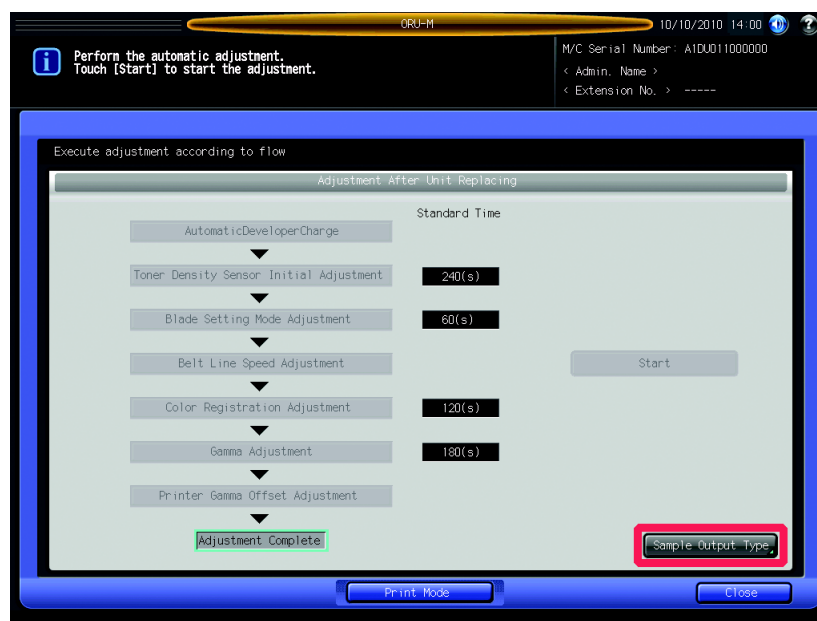 ORU-M
10/10/2010 14:00
Perform the automatic adjustment.
Touch [Start] to start the adjustment.
M/C Serial Number: A1DU011000000
< Admin. Name >
< Extension No. > -----
Execute adjustment according to flow
Adjustment After Unit Replacing
Standard Time
AutomaticDeveloperCharge
Toner Density Sensor Initial Adjustment 240(s)
Blade Setting Mode Adjustment 60(s)
Belt Line Speed Adjustment
Start
Color Registration Adjustment 120(s)
Gamma Adjustment 180(s)
Printer Gamma Offset Adjustment
Adjustment Complete
Sample Output Type
Print Mode
Close